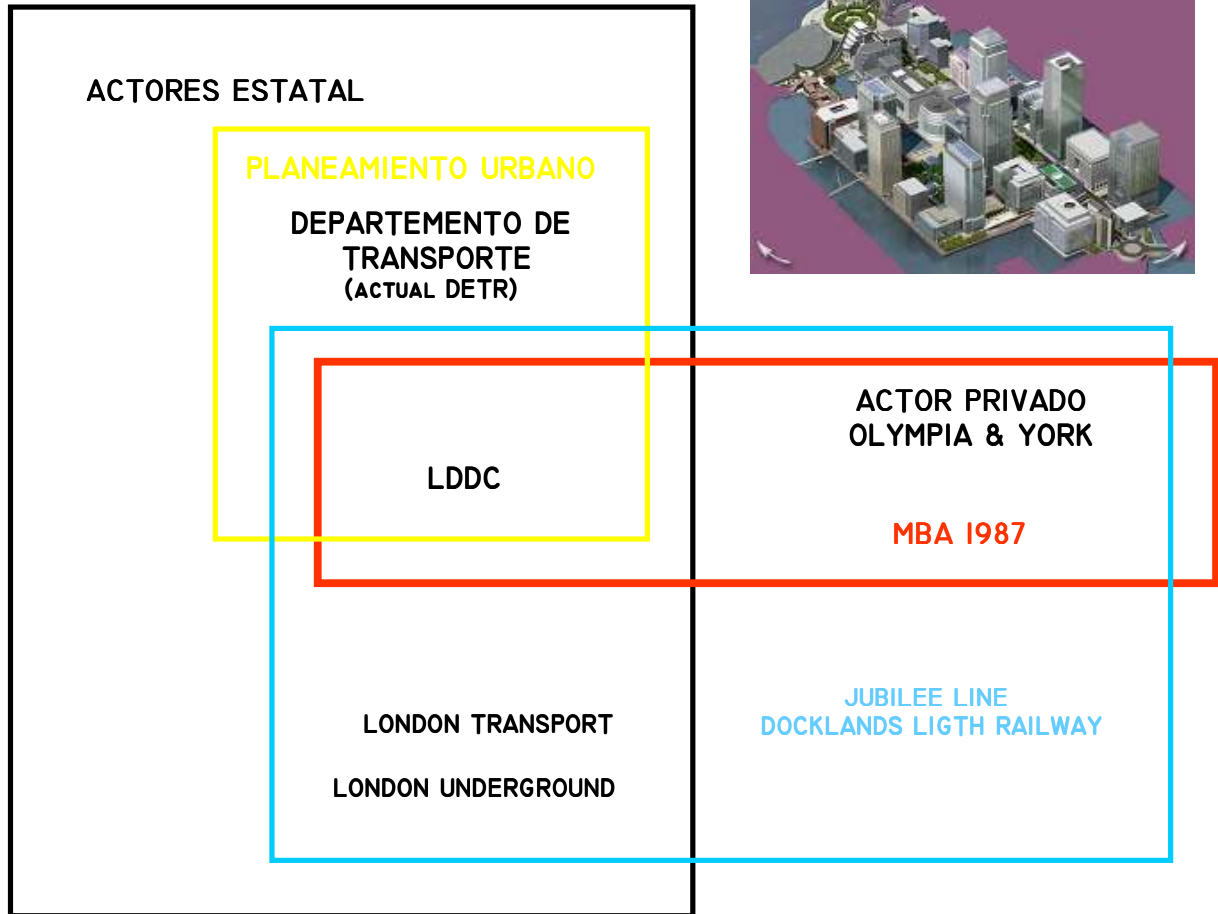 ACTORES ESTATAL
PLANEAMIENTO URBANO
DEPARTEMENTO DE
TRANSPORTE
(ACTUAL DETR)
ACTOR PRIVADO
OLYMPIA & YORK
LDDC
MBA 1987
JUBILEE LINE
DOCKLANDS LIGTH RAILWAY
LONDON TRANSPORT
LONDON UNDERGROUND